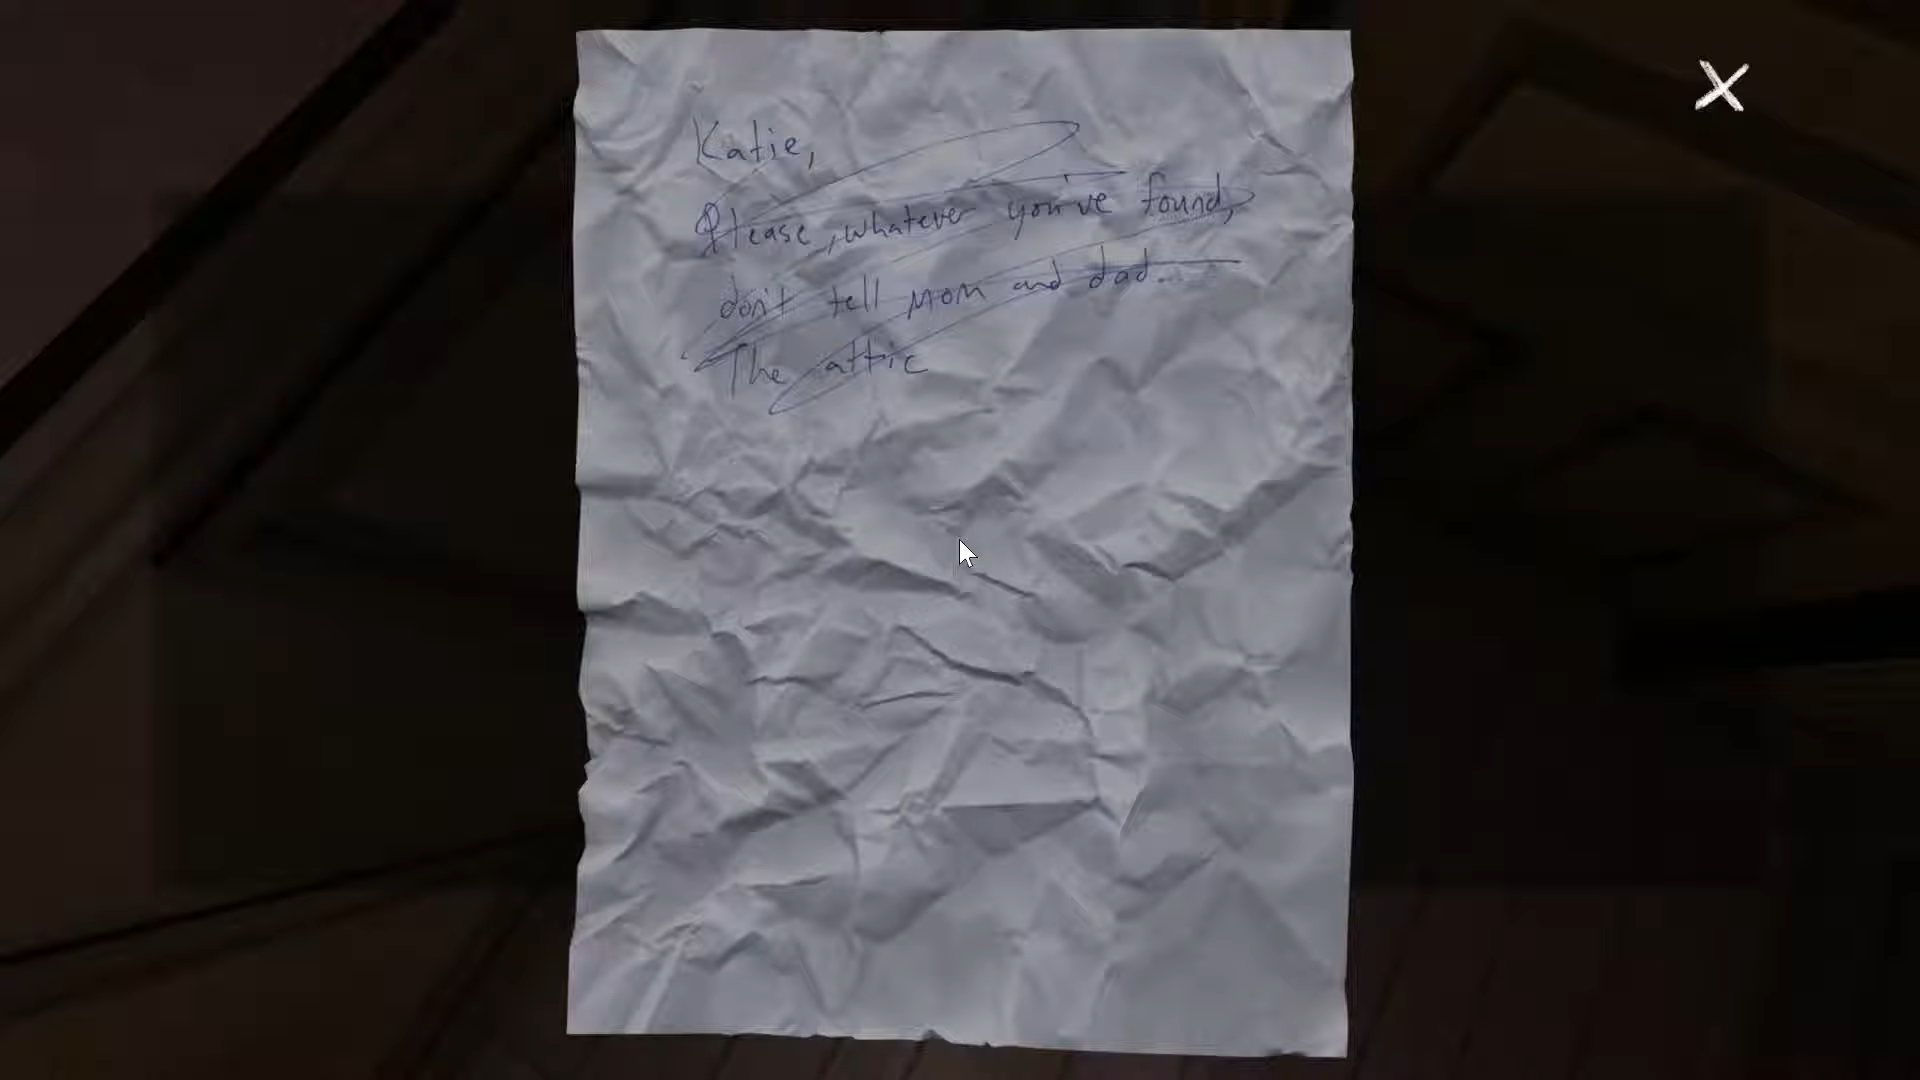 Katie,
Please, whatever you've found,
don't tell Mom and dad...
The attic